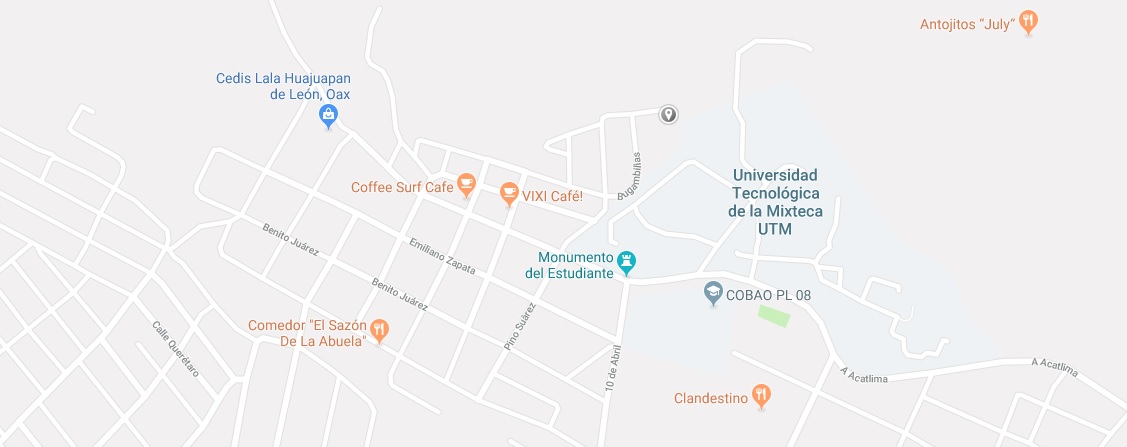 Antojitos “July”
Cedis Lala Huajuapan
de León, Oax
Bugambilias
Coffee Surf Cafe
VIXI Café!
Universidad
Tecnológica
de la Mixteca
UTM
Benito Juárez
Emiliano Zapata
Monumento
del Estudiante
Benito Juárez
COBAO PL 08
Pino Suárez
Comedor "El Sazón
De La Abuela"
Calle Querétaro
10 de Abril
A Acatlima
A Acatlima
Clandestino